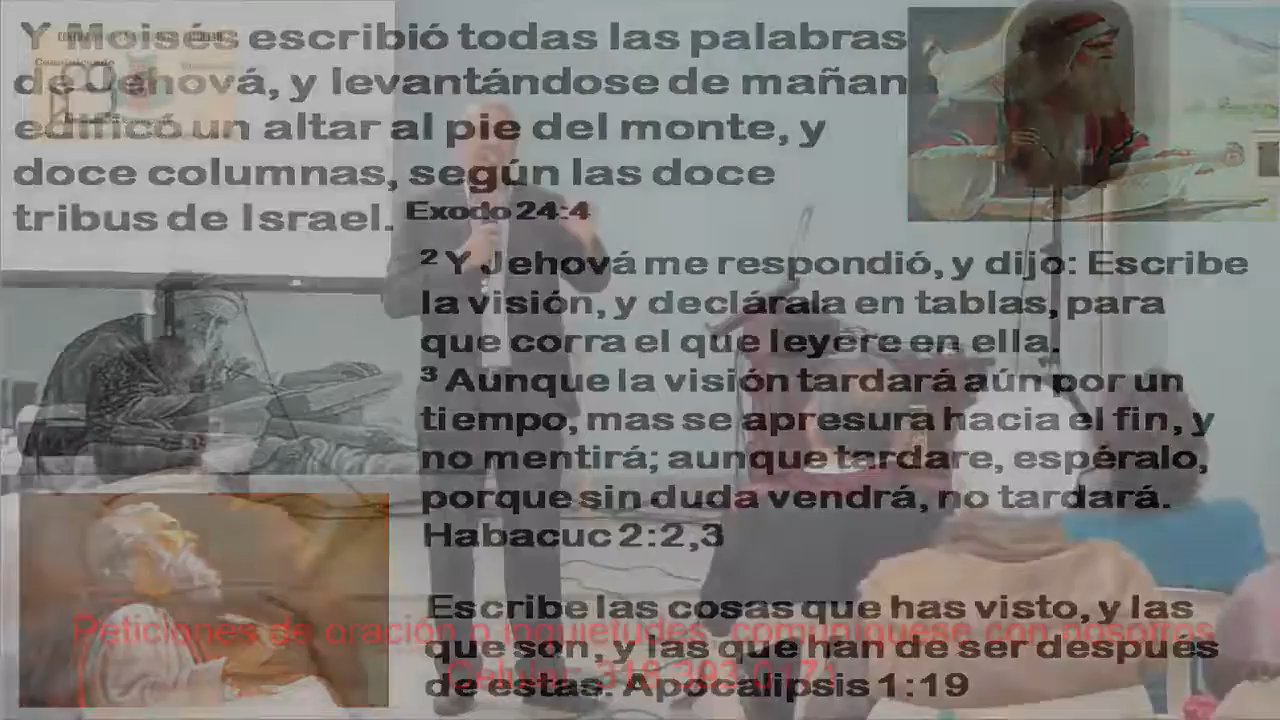 Y Moisés escribió todas las palabras
de Jehová, y levantándose de mañana
edificó un altar al pie del monte, y
doce columnas, según las doce
tribus de Israel. Exodo 24:4
2 Y Jehová me respondió, y dijo: Escribe
la visión, y declárala en tablas, para
que corra el que leyere en ella.
3 Aunque la visión tardará aún por un
tiempo, mas se apresura hacia el fin, y
no mentirá; aunque tardare, espéralo,
porque sin duda vendrá, no tardará.
Habacuc 2:2,3
Escribe las cosas que has visto, y las
que son, y las que han de ser despues
de estas. Apocalipsis 1:19
Peticiones de oración o inquietudes, comuníquese con nosotros
Celular: 318 393 0171